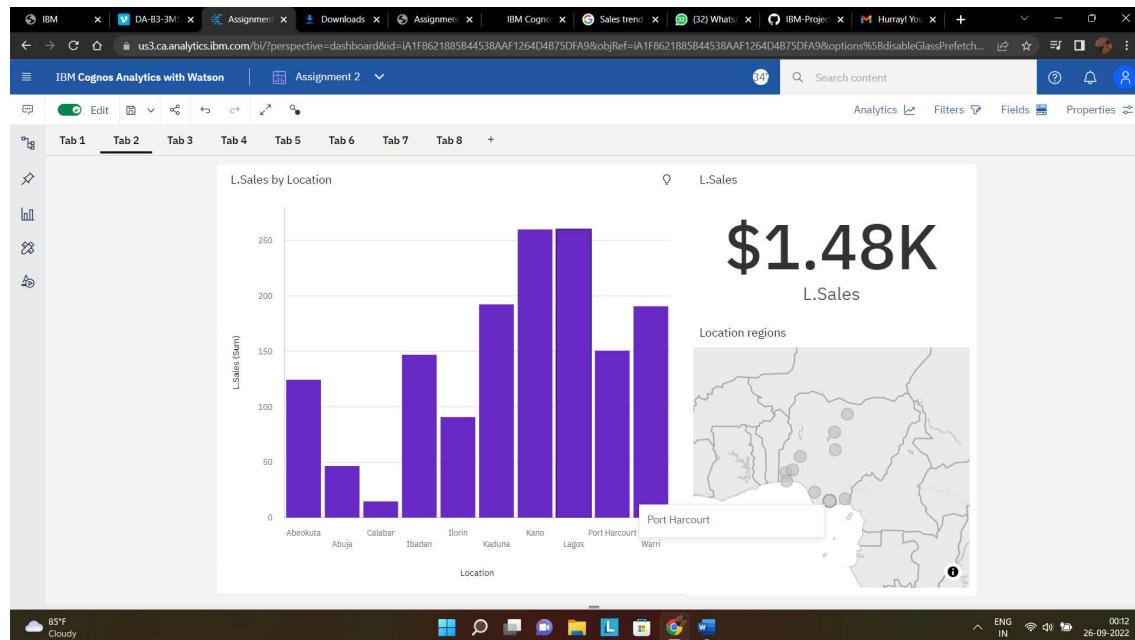 IBM
DA-B3-3M
Assignment
Downloads
Assignment
IBM Cogno
Sales trend
(32) Whats
IBM-Projec
Hurray! You
us3.ca.analytics.ibm.com/bi/?perspective=dashboard&id=iA1F8621885B44538AAF1264D4B75DFA9&objRef=iA1F8621885B44538AAF1264D4B75DFA9&options%5BdisableGlassPrefetch...
IBM Cognos Analytics with Watson
Assignment 2
Search content
Edit
Analytics
Filters
Fields
Properties
Tab 1 Tab 2 Tab 3 Tab 4 Tab 5 Tab 6 Tab 7 Tab 8 +
L.Sales by Location
250
200
150
100
50
0
L.Sales (Sum)
Abeokuta
Abuja
Calabar
Ibadan
Ilorin
Kaduna
Kano
Lagos
Port Harcourt
Warri
Location
L.Sales
$1.48K
L.Sales
Location regions
Port Harcourt
85°F
Cloudy
ENG
IN
00:12
26-09-2022